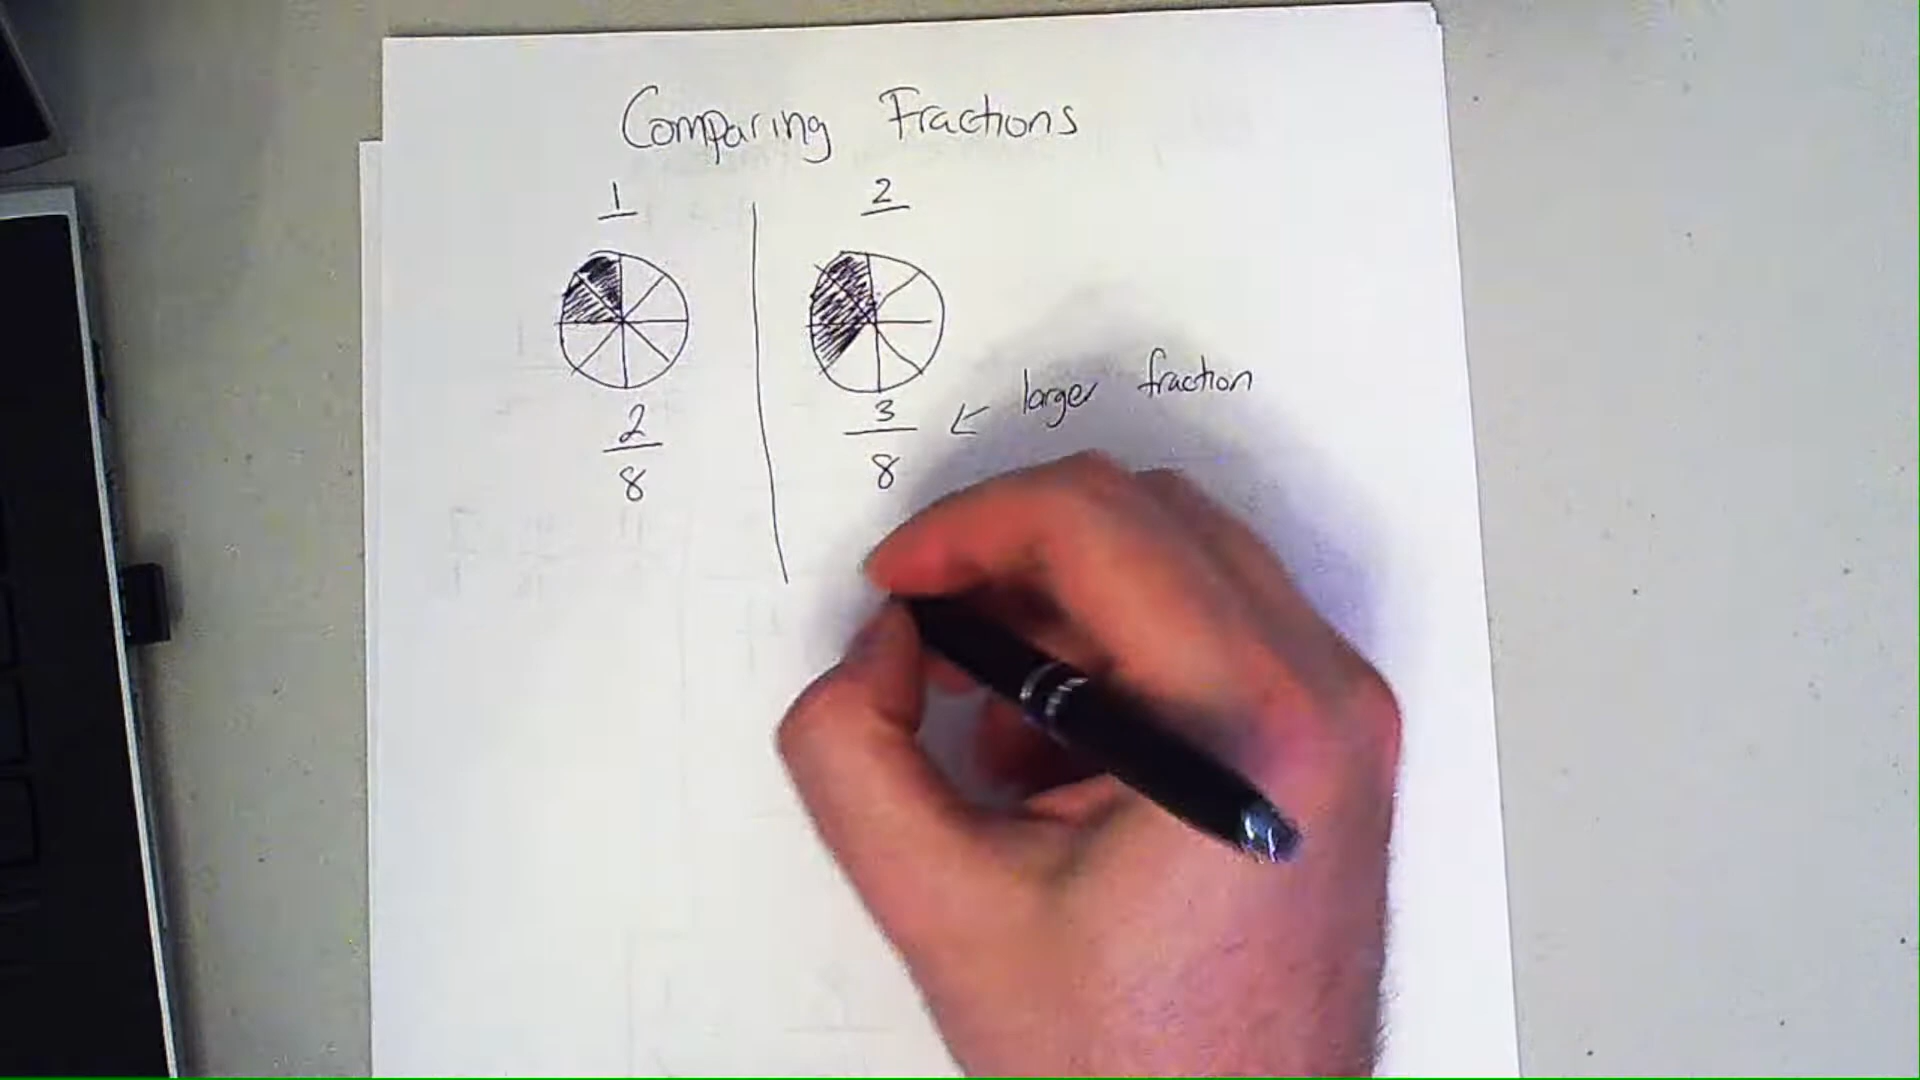 Comparing Fractions
1 2
larger fraction
2/8 3/8 ←